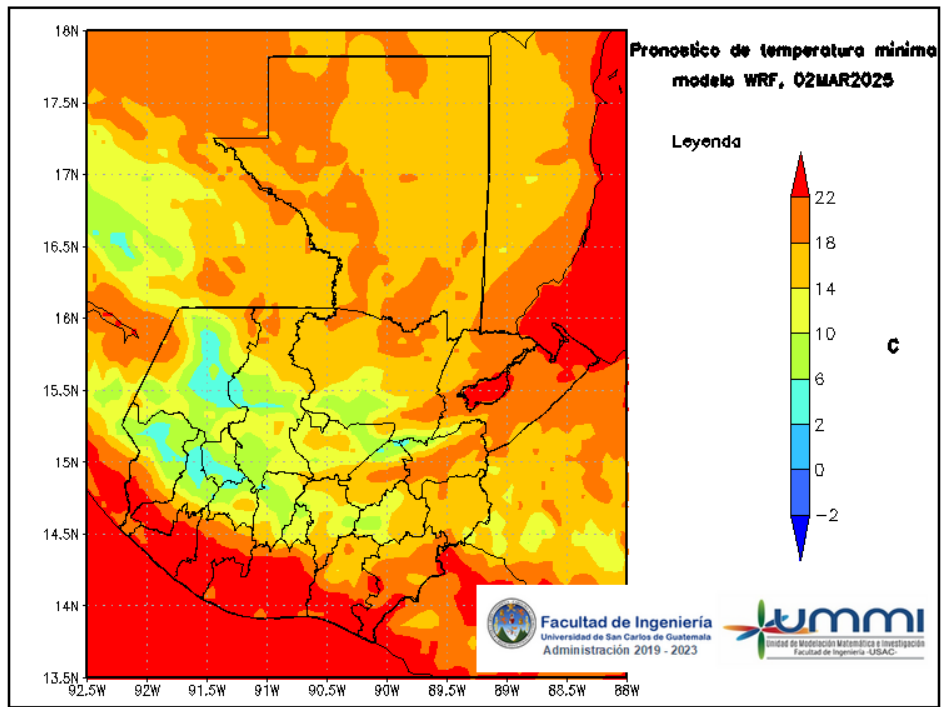 Pronostico de temperatura minima
modelo WRF, 02MAR2025
Leyenda
22
18
14
10
6
2
0
−2
C
18N
17.5N
17N
16.5N
16N
15.5N
15N
14.5N
14N
13.5N
92.5W 92W 91.5W 91W 90.5W 90W 89.5W 89W 88.5W 88W
Facultad de Ingeniería
Universidad de San Carlos de Guatemala
Administración 2019 - 2023
ummi
Unidad de Modelación Matemática e Investigación
Facultad de Ingeniería -USAC-